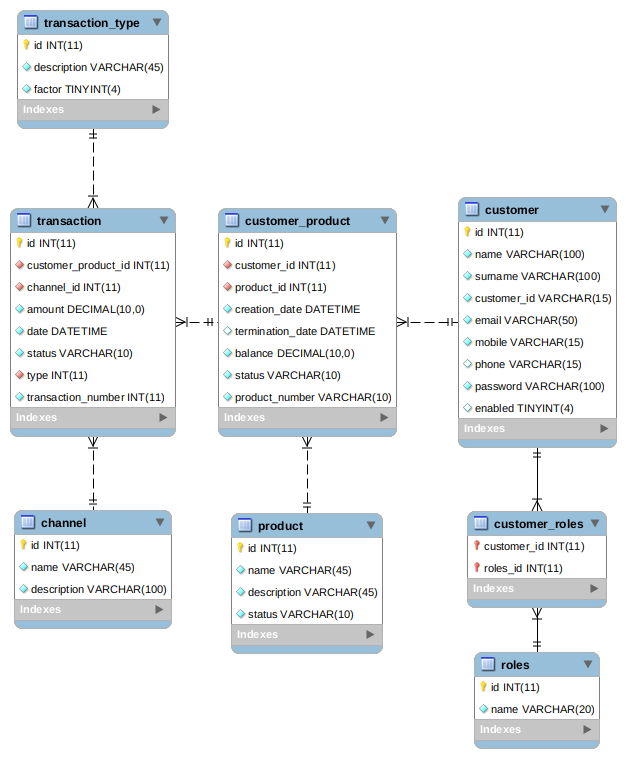 transaction_type
id INT(11)
description VARCHAR(45)
factor TINYINT(4)
Indexes
transaction
id INT(11)
customer_product_id INT(11)
channel_id INT(11)
amount DECIMAL(10,0)
date DATETIME
status VARCHAR(10)
type INT(11)
transaction_number INT(11)
Indexes
customer_product
id INT(11)
customer_id INT(11)
product_id INT(11)
creation_date DATETIME
termination_date DATETIME
balance DECIMAL(10,0)
status VARCHAR(10)
product_number VARCHAR(10)
Indexes
customer
id INT(11)
name VARCHAR(100)
surname VARCHAR(100)
customer_id VARCHAR(15)
email VARCHAR(50)
mobile VARCHAR(15)
phone VARCHAR(15)
password VARCHAR(100)
enabled TINYINT(4)
Indexes
channel
id INT(11)
name VARCHAR(45)
description VARCHAR(100)
Indexes
product
id INT(11)
name VARCHAR(45)
description VARCHAR(45)
status VARCHAR(10)
Indexes
customer_roles
customer_id INT(11)
roles_id INT(11)
Indexes
roles
id INT(11)
name VARCHAR(20)
Indexes